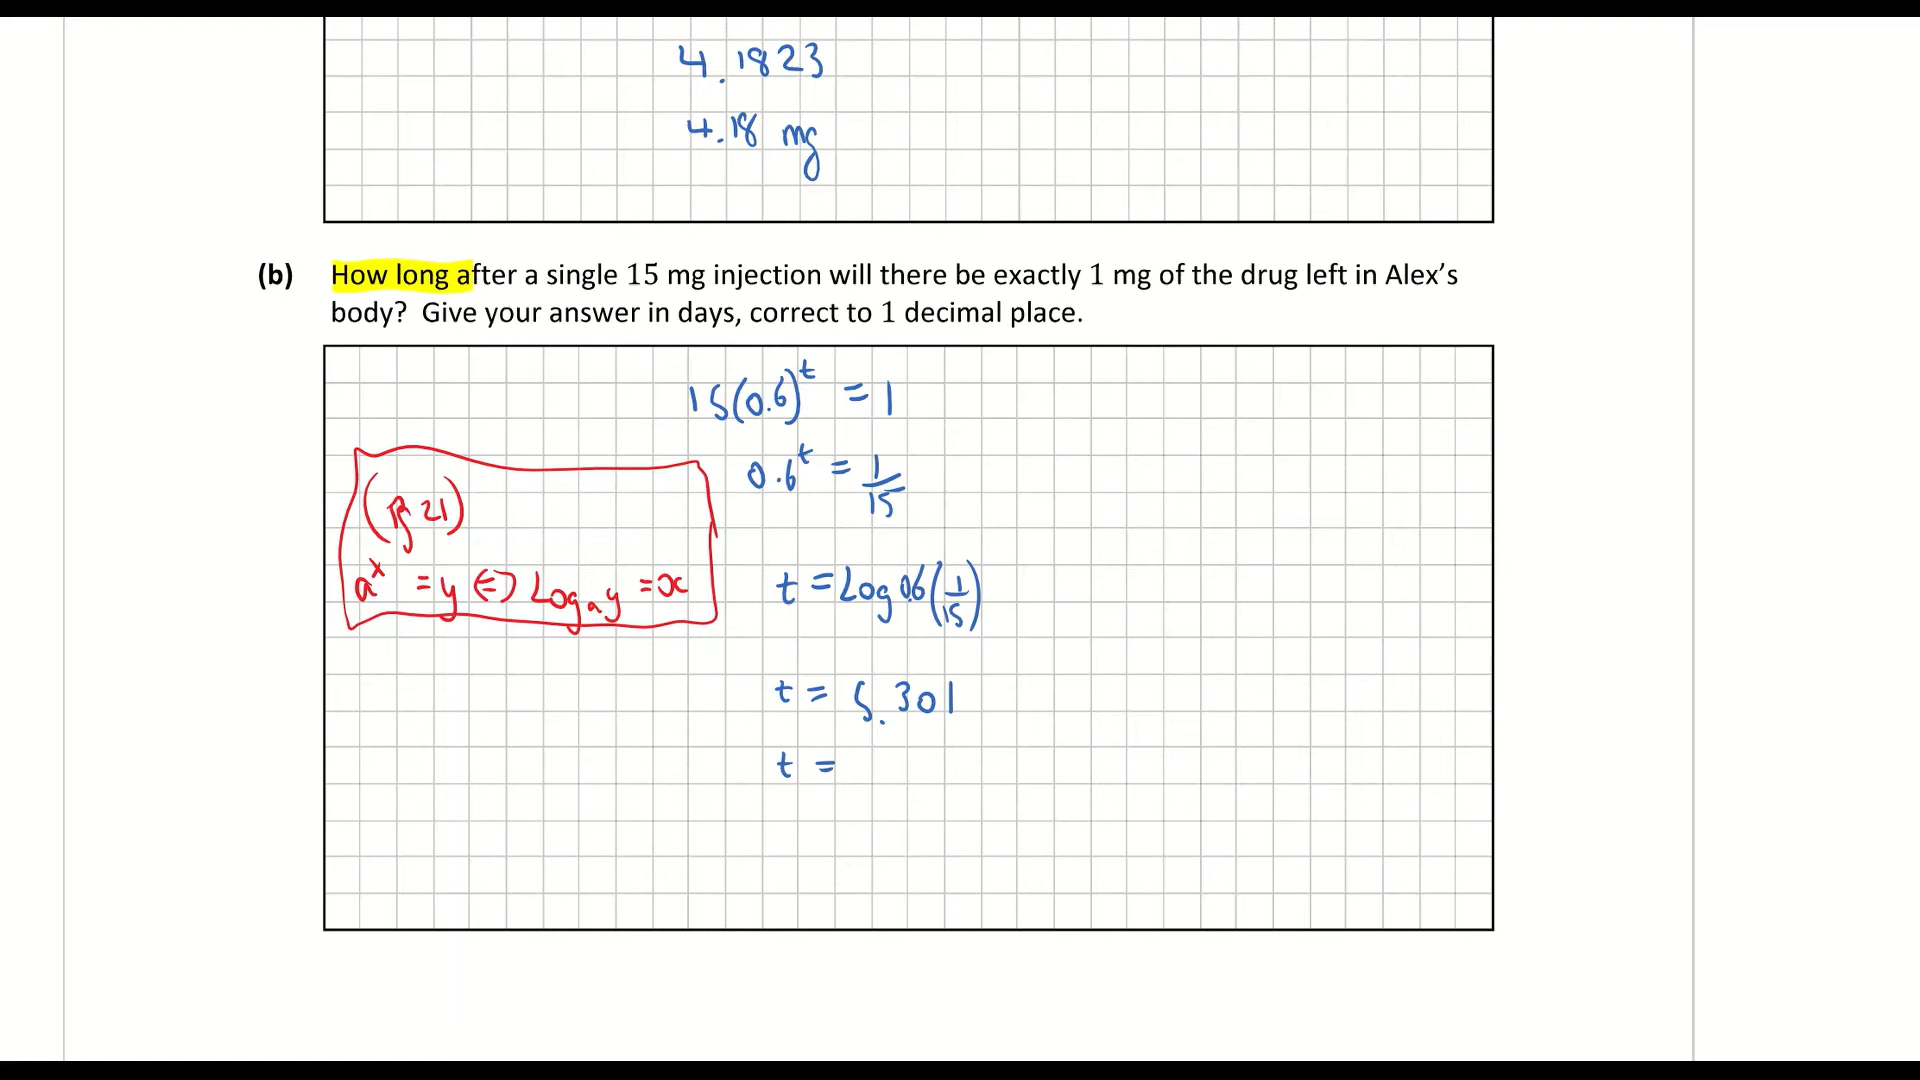 4.1823
4.18 mg
(b) How long after a single 15 mg injection will there be exactly 1 mg of the drug left in Alex’s
body? Give your answer in days, correct to 1 decimal place.
15(0.6)^t = 1
0.6^t = 1/15
(Pg 21)
a^x = y ⇔ Log_a y = x
t = Log 0.6 (1/15)
t = 5.301
t =